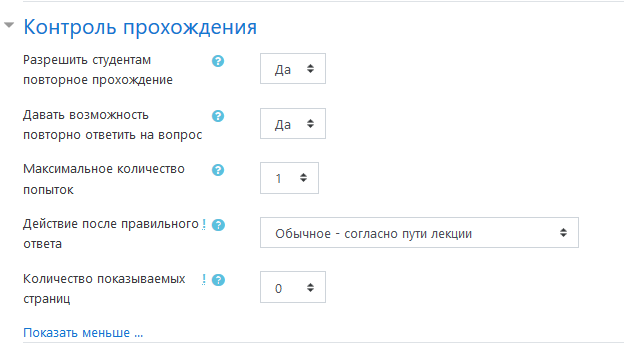 Контроль прохождения
Разрешить студентам ? Да
повторное прохождение
Давать возможность ? Да
повторно ответить на вопрос
Максимальное количество ? 1
попыток
Действие после правильного ! ? Обычное - согласно пути лекции
ответа
Количество показываемых ! ? 0
страниц
Показать меньше ...